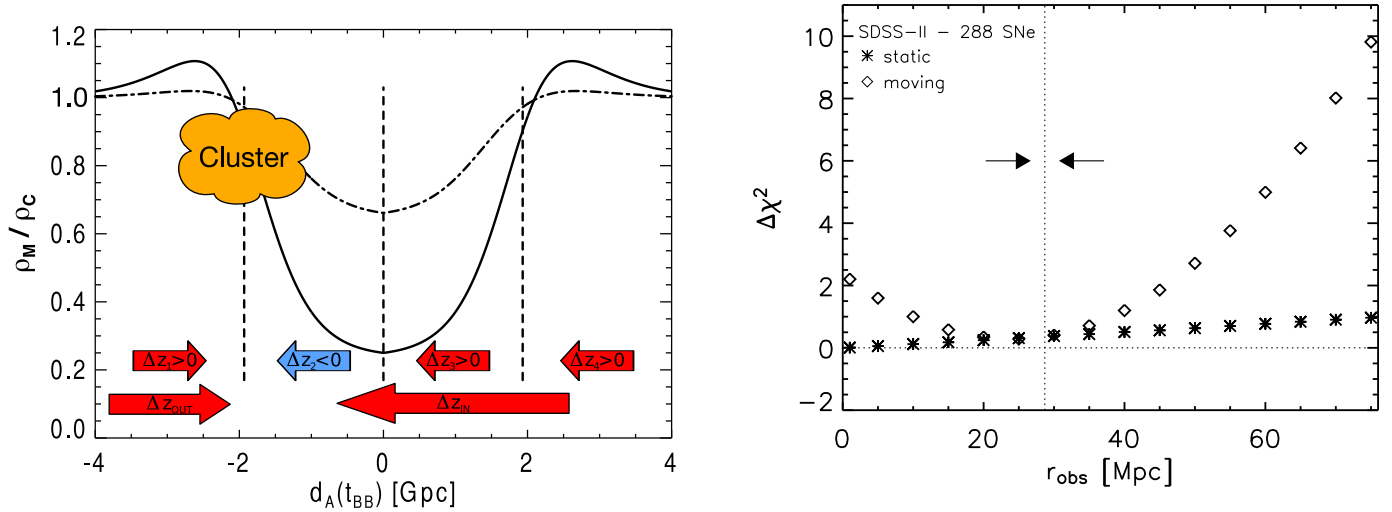 1.2
1.0
0.8
0.6
0.4
0.2
0.0
ρM / ρC
Cluster
Δz₁>0
Δz₂<0
Δz₃>0
Δz₄>0
ΔzOUT
ΔzIN
-4
-2
0
2
4
dA(tBB) [Gpc]
10
8
6
4
2
0
−2
Δχ²
SDSS−II − 288 SNe
static
moving
0
20
40
60
robs [Mpc]